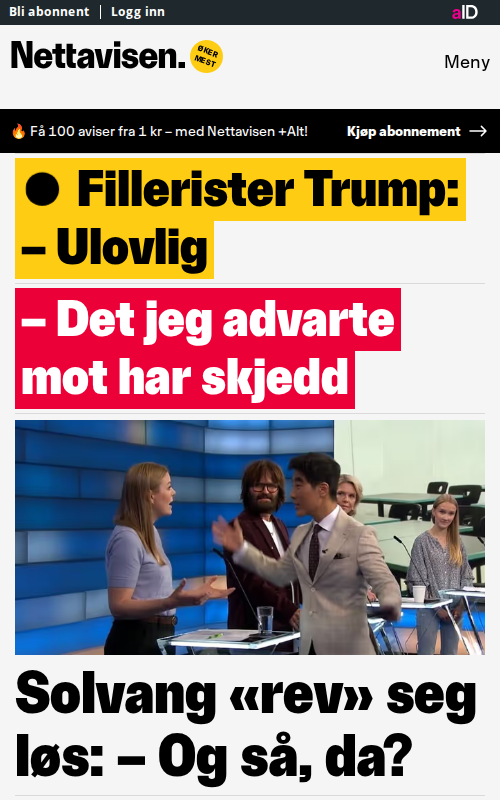 Bli abonnent
Logg inn
aID
Nettavisen.
ØKER
MEST
Meny
🔥 Få 100 aviser fra 1 kr – med Nettavisen +Alt!
Kjøp abonnement →
● Fillerister Trump:
– Ulovlig
– Det jeg advarte
mot har skjedd
Solvang «rev» seg
løs: – Og så, da?